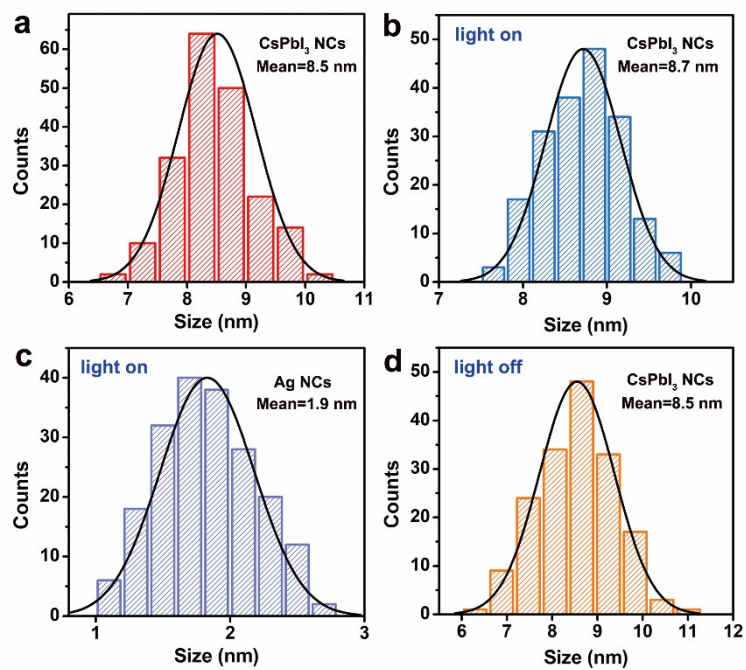 a
CsPbI₃ NCs
Mean=8.5 nm
60
50
40
30
20
10
0
Counts
6 7 8 9 10 11
Size (nm)
b
light on
CsPbI₃ NCs
Mean=8.7 nm
50
40
30
20
10
0
Counts
7 8 9 10
Size (nm)
c
light on
Ag NCs
Mean=1.9 nm
40
30
20
10
0
Counts
1 2 3
Size (nm)
d
light off
CsPbI₃ NCs
Mean=8.5 nm
50
40
30
20
10
0
Counts
6 7 8 9 10 11 12
Size (nm)